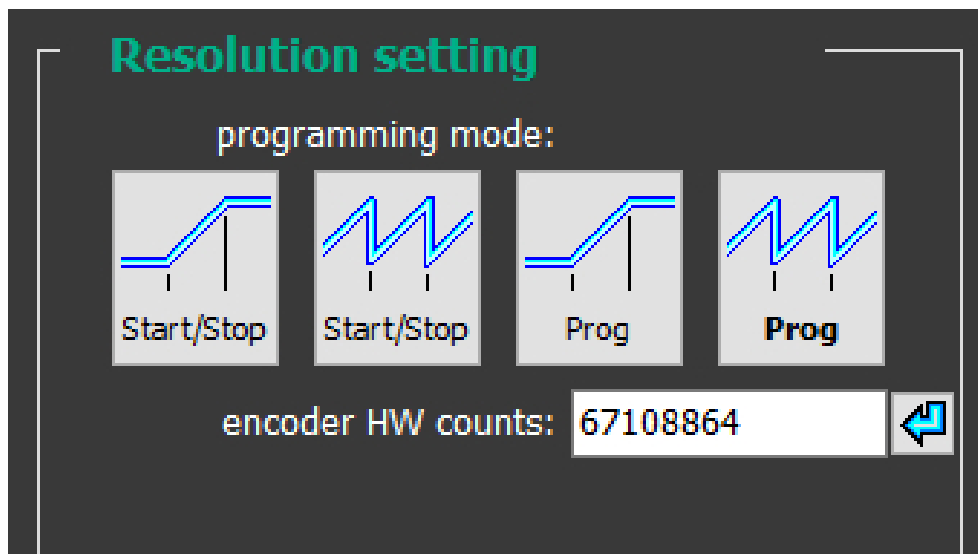 Resolution setting
programming mode:
Start/Stop Start/Stop Prog Prog
encoder HW counts: 67108864